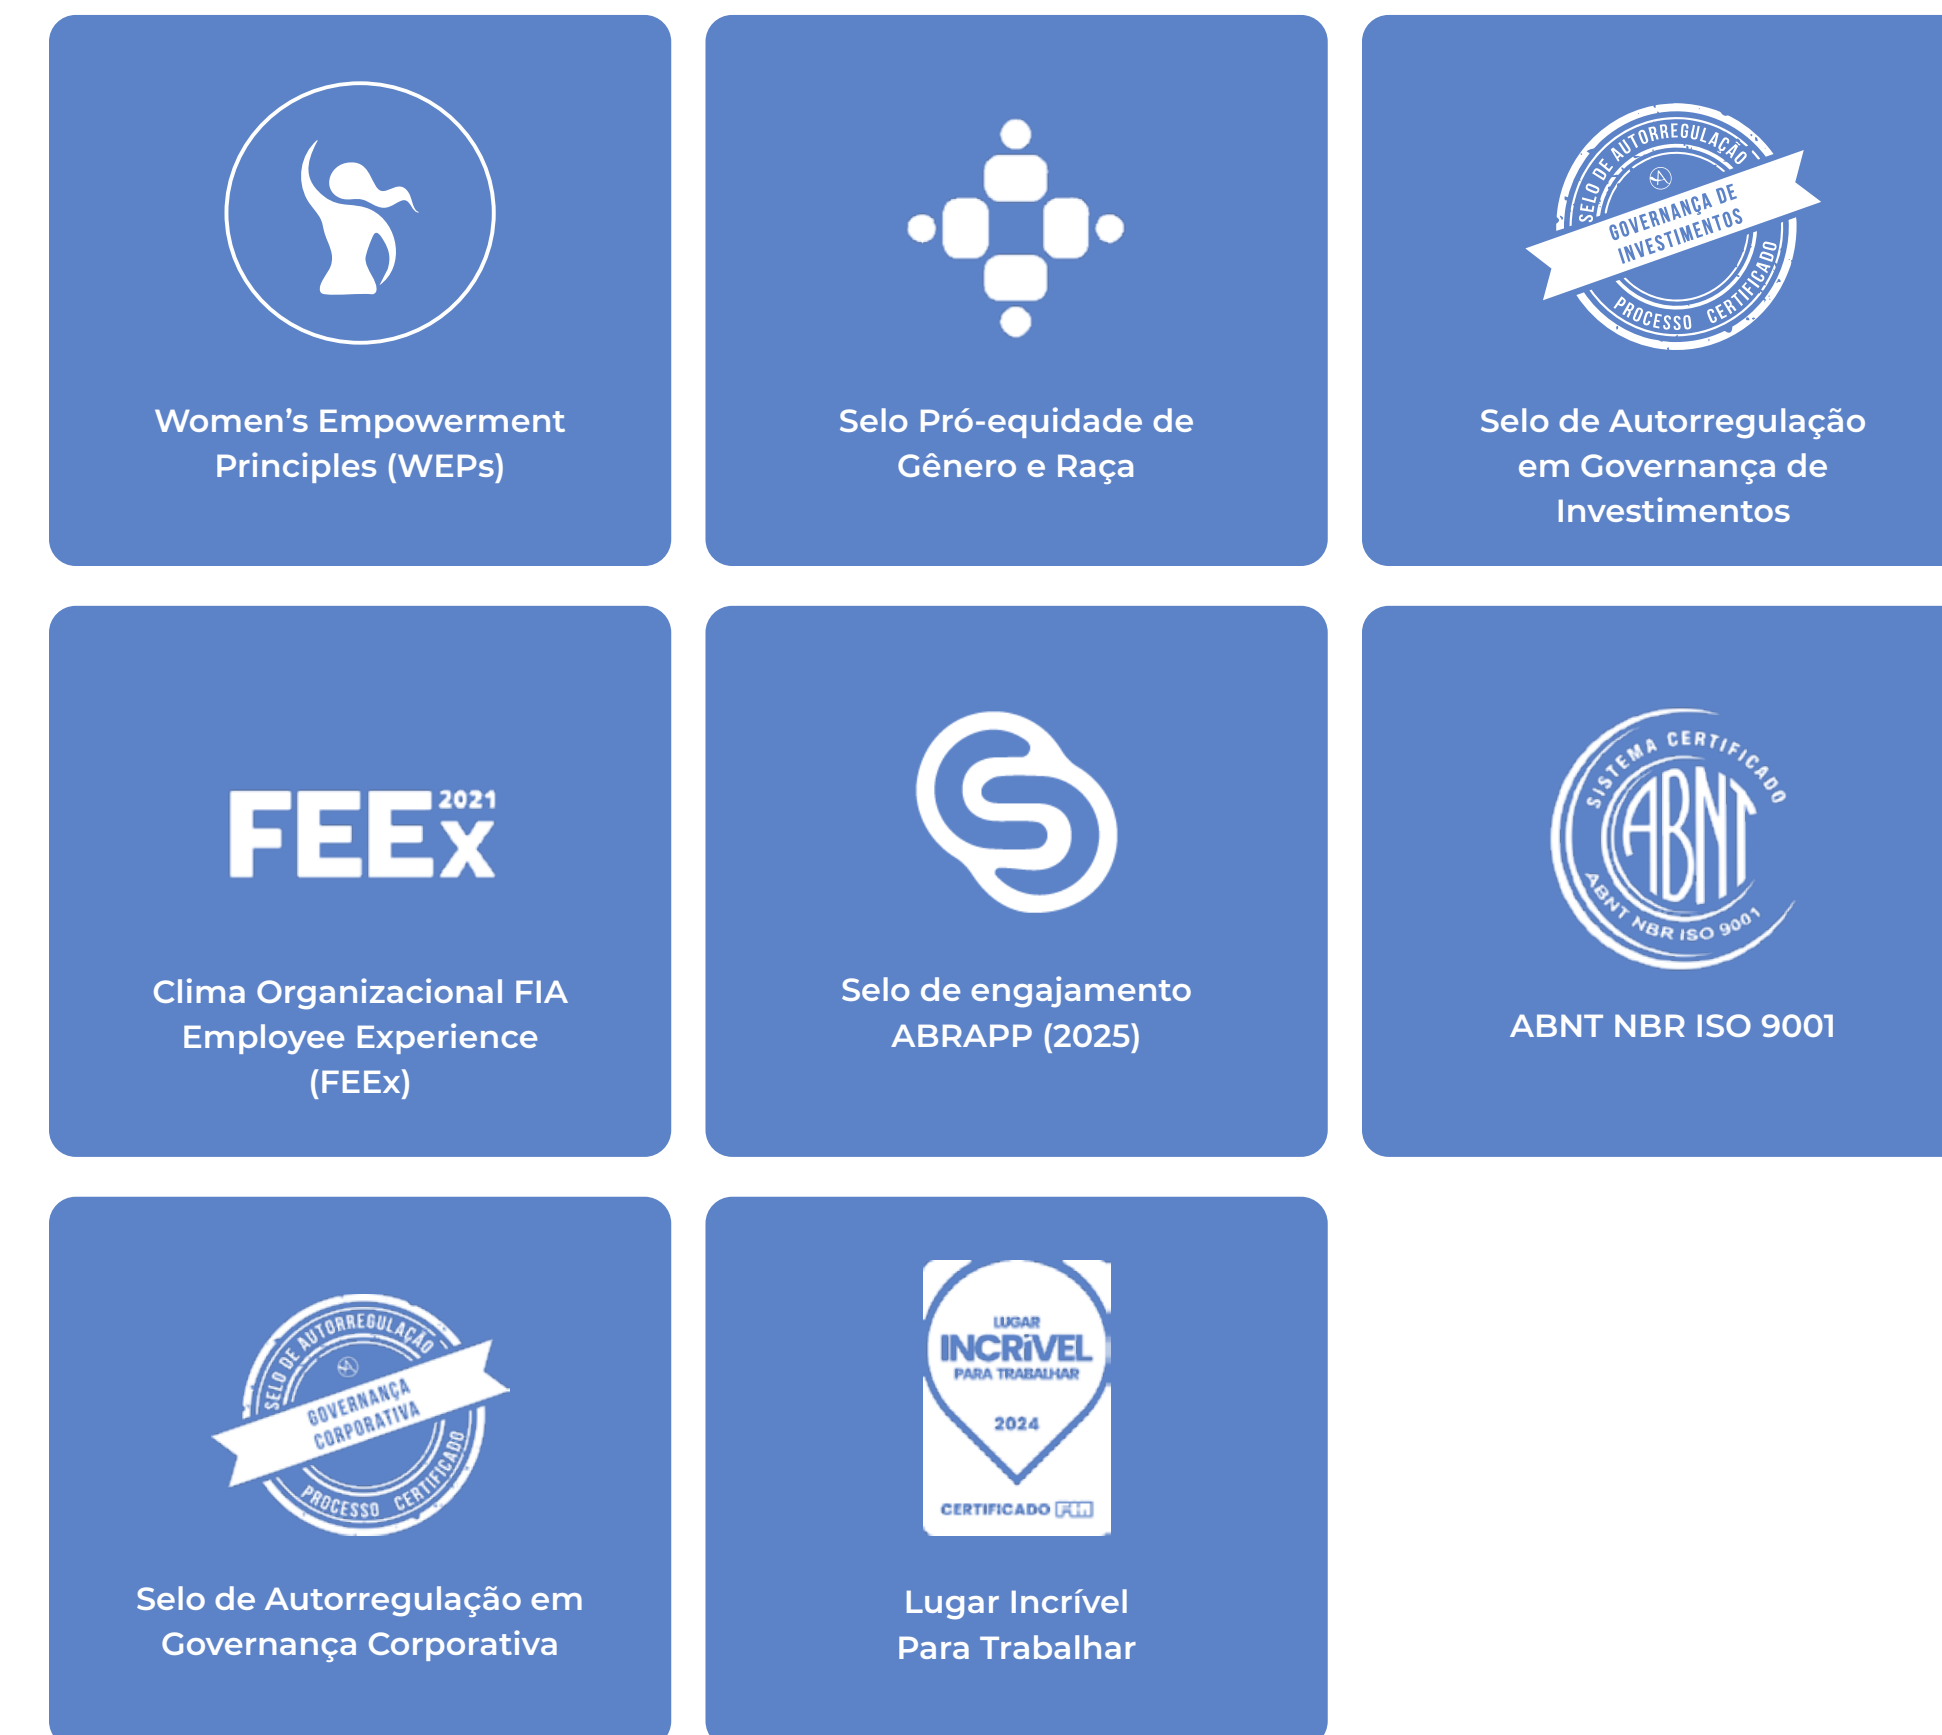 SELO DE AUTORREGULAÇÃO
GOVERNANÇA DE
INVESTIMENTOS
PROCESSO CERTIFICADO
Women’s Empowerment
Principles (WEPs)
Selo Pró-equidade de
Gênero e Raça
Selo de Autorregulação
em Governança de
Investimentos
FEEx 2021
SISTEMA CERTIFICADO
ABNT
ABNT NBR ISO 9001
Clima Organizacional FIA
Employee Experience
(FEEx)
Selo de engajamento
ABRAPP (2025)
ABNT NBR ISO 9001
SELO DE AUTORREGULAÇÃO
GOVERNANÇA
CORPORATIVA
PROCESSO CERTIFICADO
LUGAR
INCRÍVEL
PARA TRABALHAR
2024
CERTIFICADO
Selo de Autorregulação em
Governança Corporativa
Lugar Incrível
Para Trabalhar